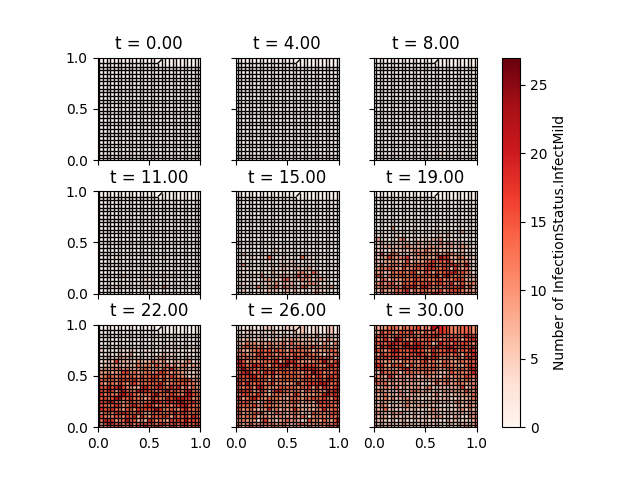 t = 0.00
t = 4.00
t = 8.00
1.0
0.5
0.0
t = 11.00
t = 15.00
t = 19.00
1.0
0.5
0.0
t = 22.00
t = 26.00
t = 30.00
1.0
0.5
0.0
0.0 0.5 1.0
0.0 0.5 1.0
0.0 0.5 1.0
25
20
15
10
5
0
Number of InfectionStatus.InfectMild